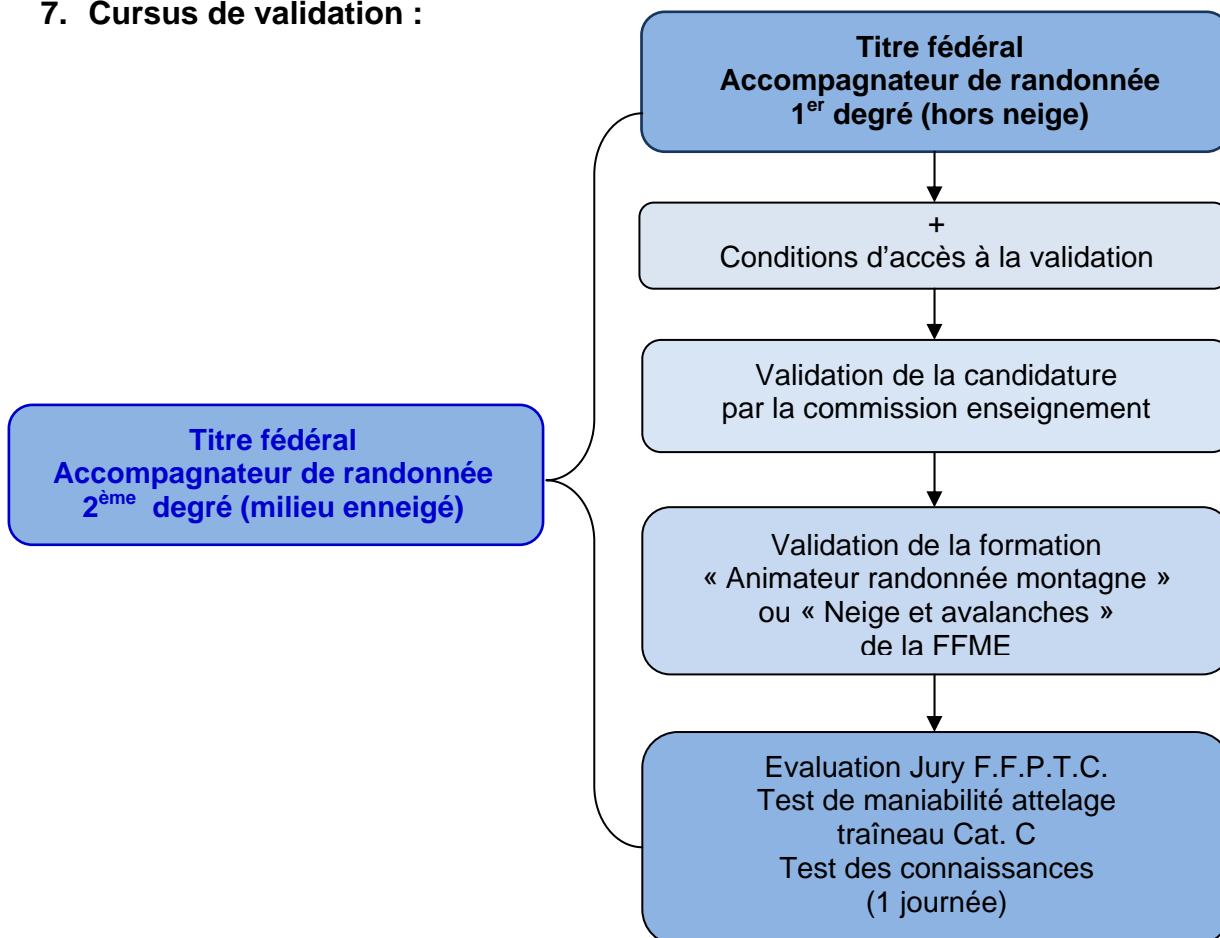 7. Cursus de validation :
Titre fédéral
Accompagnateur de randonnée
1er degré (hors neige)
+
Conditions d'accès à la validation
Validation de la candidature
par la commission enseignement
Titre fédéral
Accompagnateur de randonnée
2ème degré (milieu enneigé)
Validation de la formation
« Animateur randonnée montagne »
ou « Neige et avalanches »
de la FFME
Evaluation Jury F.F.P.T.C.
Test de maniabilité attelage
traîneau Cat. C
Test des connaissances
(1 journée)